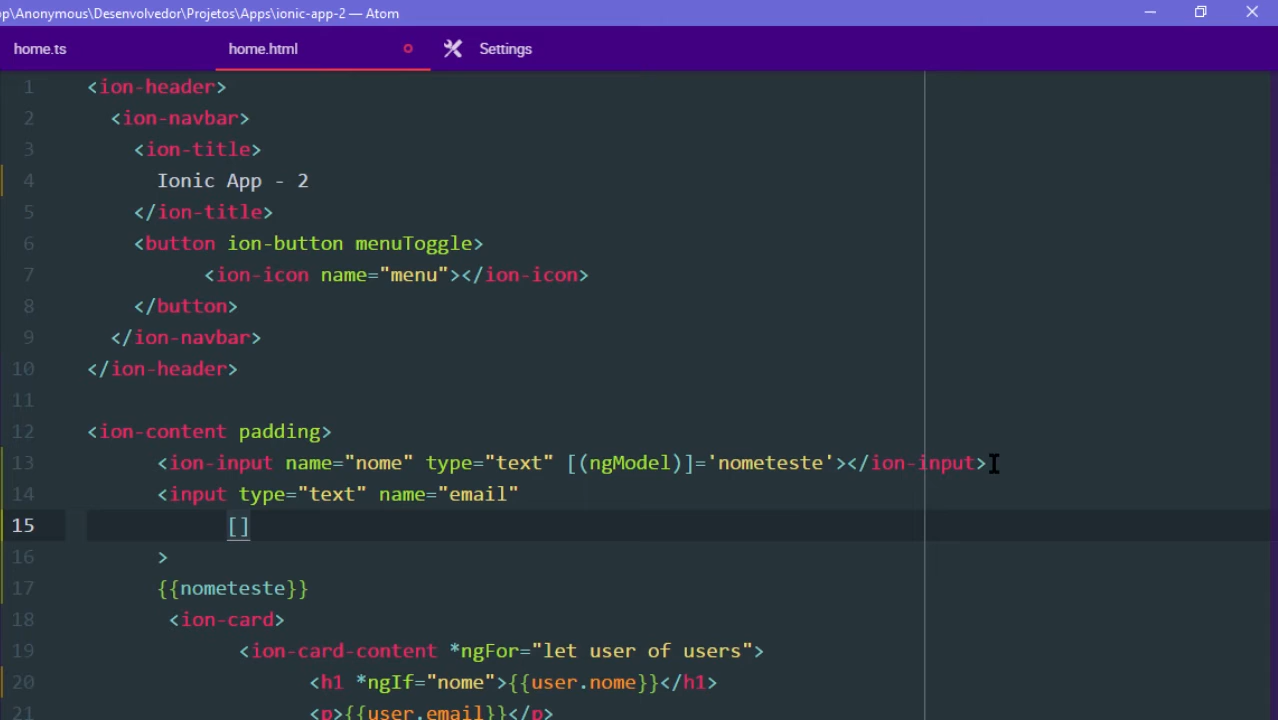 p\Anonymous\Desenvolvedor\Projetos\Apps\ionic-app-2 — Atom
home.ts home.html Settings
1 <ion-header>
2 <ion-navbar>
3 <ion-title>
4 Ionic App - 2
5 </ion-title>
6 <button ion-button menuToggle>
7 <ion-icon name="menu"></ion-icon>
8 </button>
9 </ion-navbar>
10 </ion-header>
11
12 <ion-content padding>
13 <ion-input name="nome" type="text" [(ngModel)]='nometeste'></ion-input>
14 <input type="text" name="email"
15 []
16 >
17 {{nometeste}}
18 <ion-card>
19 <ion-card-content *ngFor="let user of users">
20 <h1 *ngIf="nome">{{user.nome}}</h1>
21 <p>{{user.email}}</p>